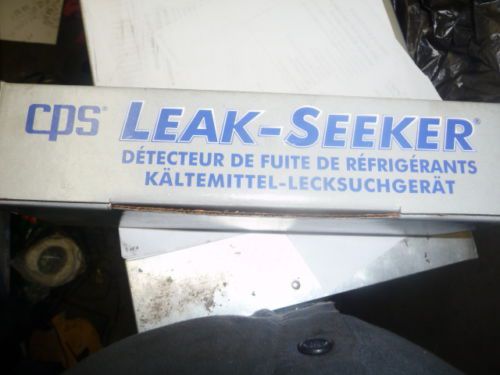 cps® LEAK-SEEKER®
DÉTECTEUR DE FUITE DE RÉFRIGÉRANTS
KÄLTEMITTEL-LECKSUCHGERÄT